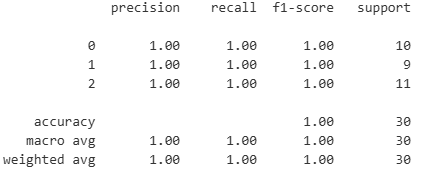 precision recall f1-score support
0 1.00 1.00 1.00 10
1 1.00 1.00 1.00 9
2 1.00 1.00 1.00 11
accuracy 1.00 30
macro avg 1.00 1.00 1.00 30
weighted avg 1.00 1.00 1.00 30